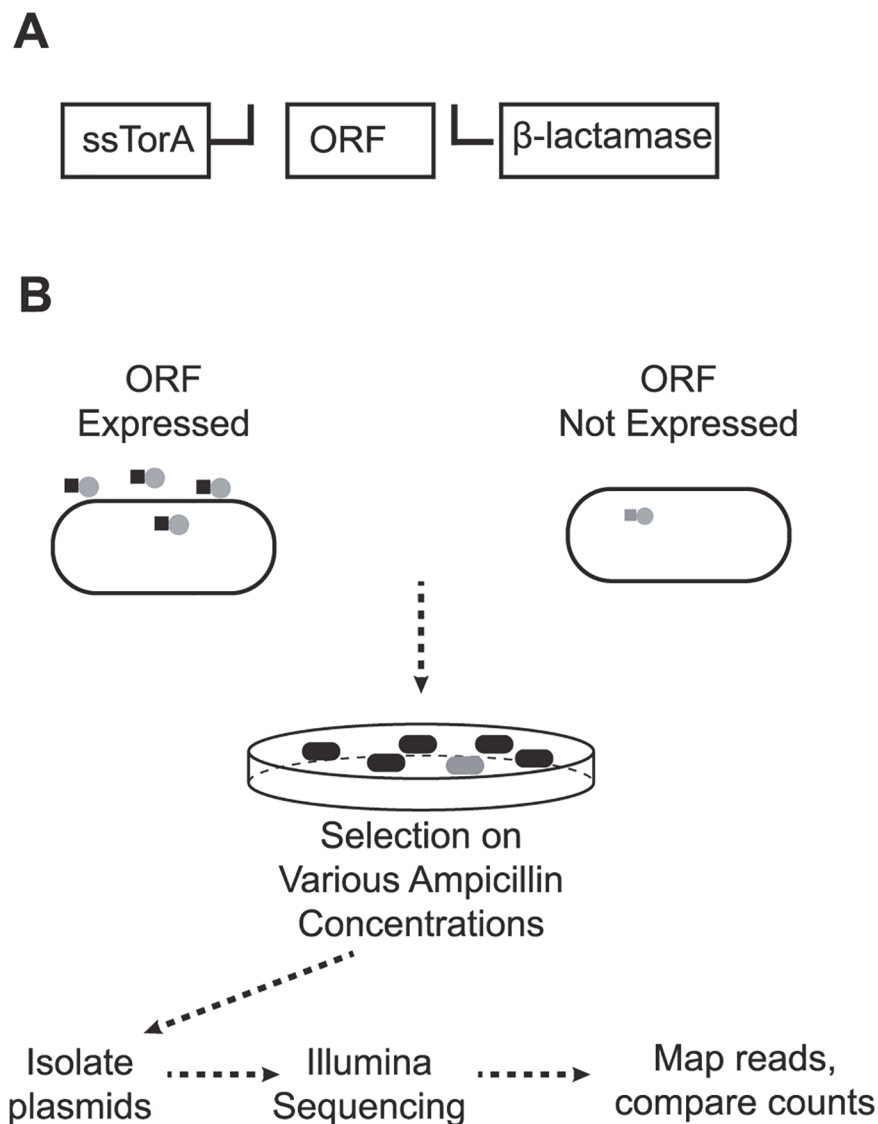 A
ssTorA
ORF
β-lactamase
B
ORF
Expressed
ORF
Not Expressed
Selection on
Various Ampicillin
Concentrations
Isolate
plasmids
Illumina
Sequencing
Map reads,
compare counts